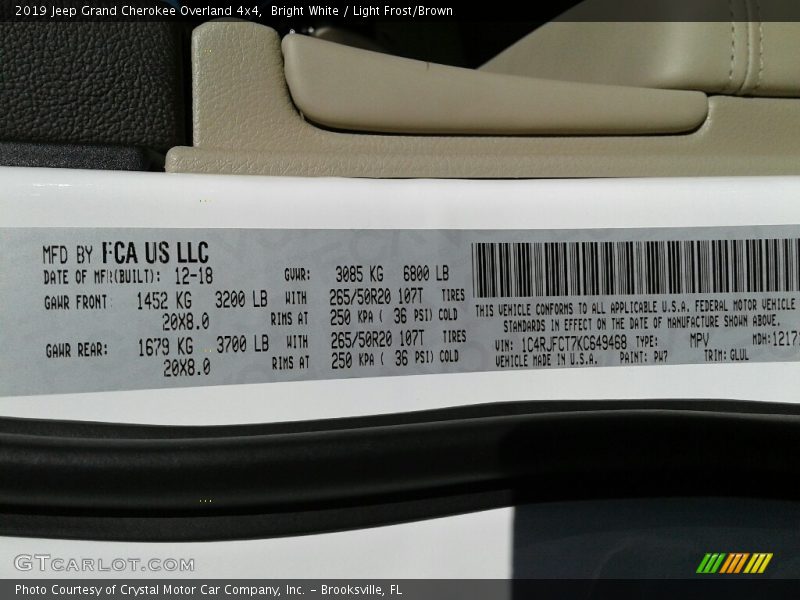 2019 Jeep Grand Cherokee Overland 4x4, Bright White / Light Frost/Brown
MFD BY FCA US LLC
DATE OF MFR(BUILT): 12-18 GVWR: 3085 KG 6800 LB
GAWR FRONT 1452 KG 3200 LB WITH 265/50R20 107T TIRES
20X8.0 RIMS AT 250 KPA ( 36 PSI) COLD
GAWR REAR: 1679 KG 3700 LB WITH 265/50R20 107T TIRES
20X8.0 RIMS AT 250 KPA ( 36 PSI) COLD
THIS VEHICLE CONFORMS TO ALL APPLICABLE U.S.A. FEDERAL MOTOR VEHICLE
STANDARDS IN EFFECT ON THE DATE OF MANUFACTURE SHOWN ABOVE.
VIN: 1C4RJFCT7KC649468 TYPE: MPV MDH:12171
VEHICLE MADE IN U.S.A. PAINT: PW7 TRIM: GLUL
GTCARLOT.COM
Photo Courtesy of Crystal Motor Car Company, Inc. - Brooksville, FL